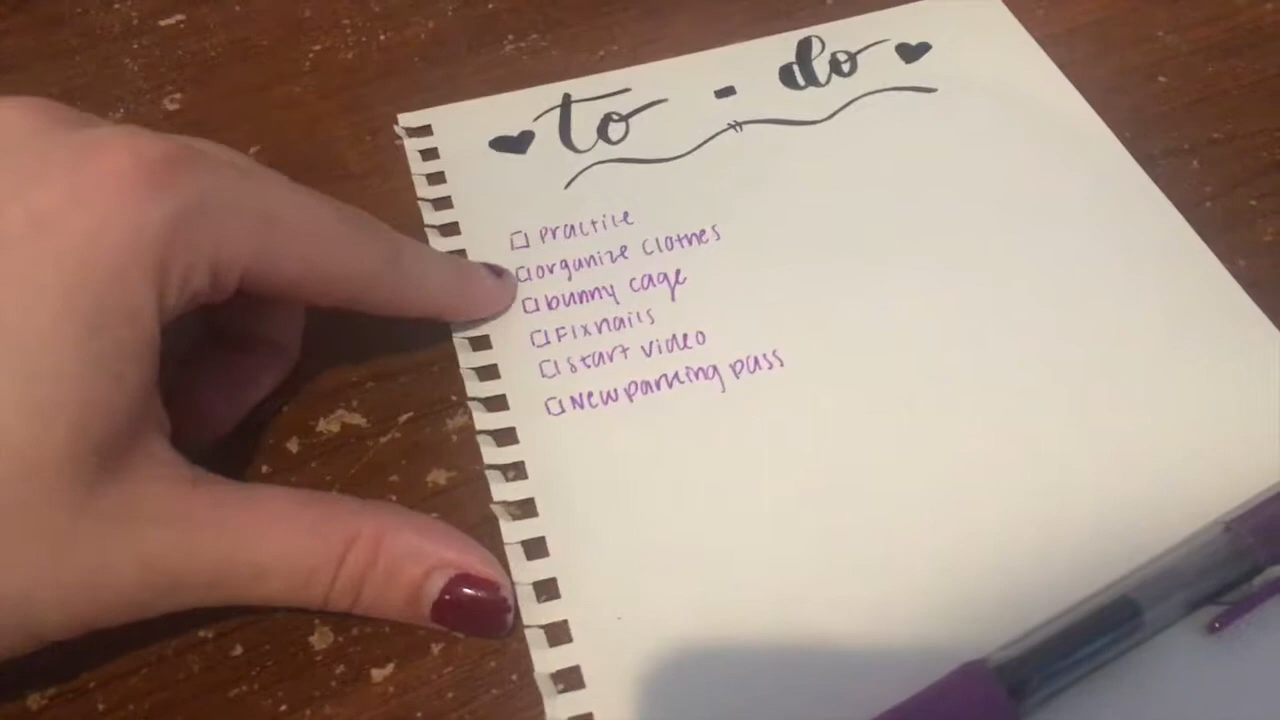 to - do
practice
organize clothes
bunny cage
Fix nails
start video
New parking pass